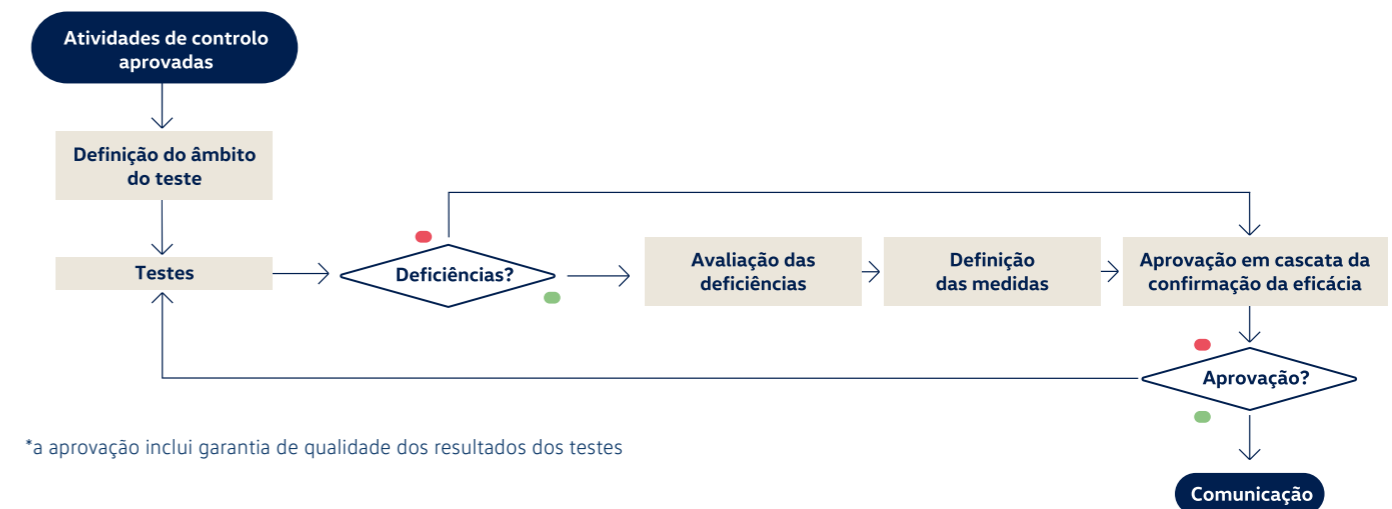 Atividades de controlo
aprovadas
Definição do âmbito
do teste
Testes
Deficiências?
Avaliação das
deficiências
Definição
das medidas
Aprovação em cascata da
confirmação da eficácia
Aprovação?
*a aprovação inclui garantia de qualidade dos resultados dos testes
Comunicação